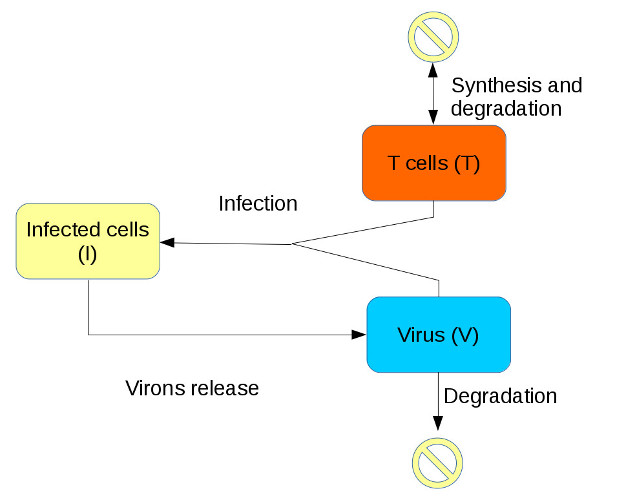 Synthesis and
degradation
T cells (T)
Infection
Infected cells
(I)
Virus (V)
Virons release
Degradation